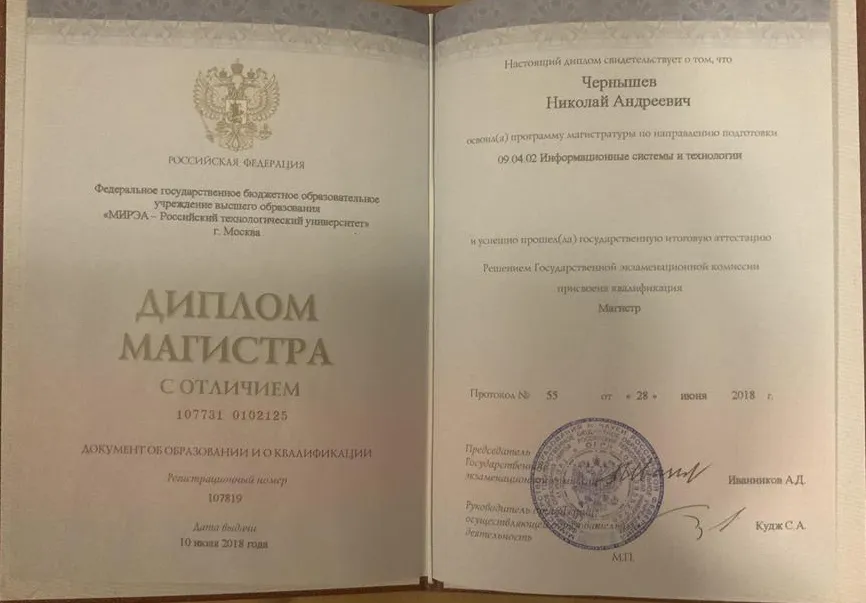 РОССИЙСКАЯ ФЕДЕРАЦИЯ
Федеральное государственное бюджетное образовательное
учреждение высшего образования
«МИРЭА – Российский технологический университет»
г. Москва
ДИПЛОМ
МАГИСТРА
С ОТЛИЧИЕМ
107731 0102125
ДОКУМЕНТ ОБ ОБРАЗОВАНИИ И О КВАЛИФИКАЦИИ
Регистрационный номер
107819
Дата выдачи
10 июня 2018 года
Настоящий диплом свидетельствует о том, что
Чернышев
Николай Андреевич
освоил(а) программу магистратуры по направлению подготовки
09.04.02 Информационные системы и технологии
и успешно прошел(ла) государственную итоговую аттестацию
Решением Государственной экзаменационной комиссии
присвоена квалификация
Магистр
Протокол № 55 от « 28 » июня 2018 г.
Председатель
Государственной
экзаменационной
Иванников А.Д.
Руководитель
осуществляющей образовательную
деятельность
Кудж С.А.
М.П.